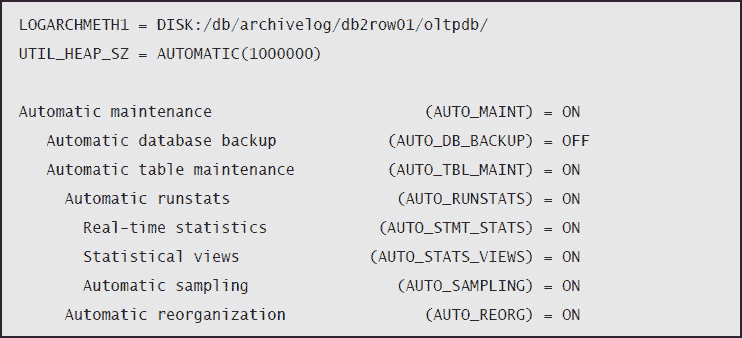 LOGARCHMETH1 = DISK:/db/archivelog/db2row01/oltpdb/
UTIL_HEAP_SZ = AUTOMATIC(1000000)
Automatic maintenance (AUTO_MAINT) = ON
Automatic database backup (AUTO_DB_BACKUP) = OFF
Automatic table maintenance (AUTO_TBL_MAINT) = ON
Automatic runstats (AUTO_RUNSTATS) = ON
Real-time statistics (AUTO_STMT_STATS) = ON
Statistical views (AUTO_STATS_VIEWS) = ON
Automatic sampling (AUTO_SAMPLING) = ON
Automatic reorganization (AUTO_REORG) = ON